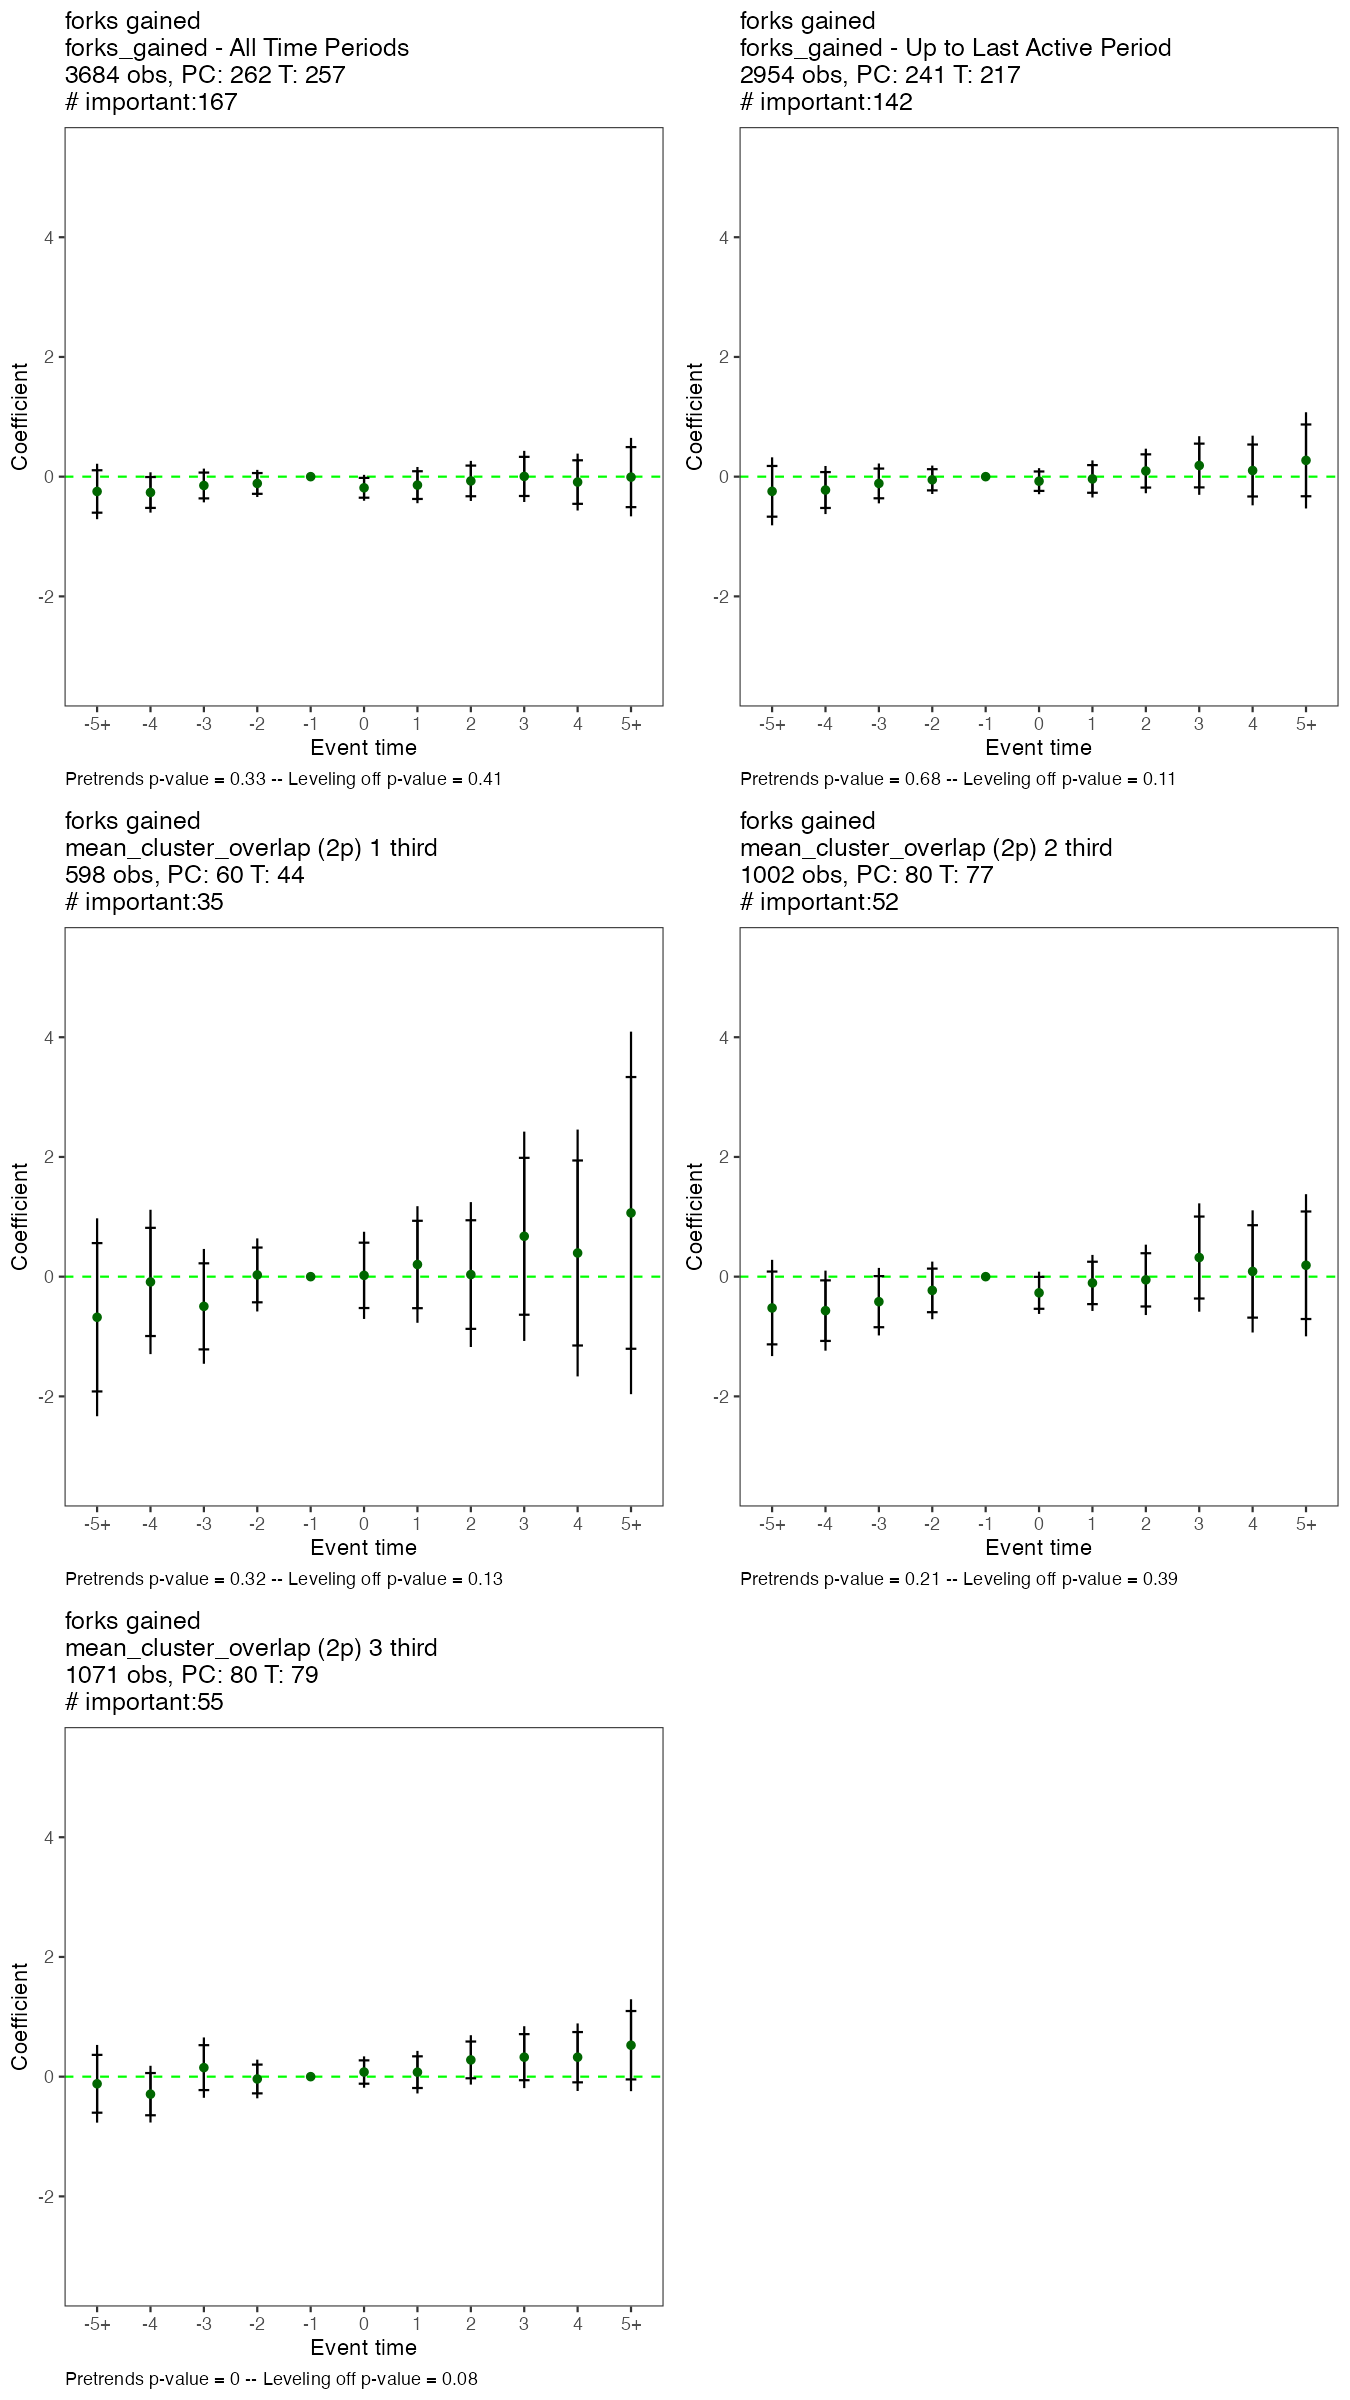 forks gained
forks_gained - All Time Periods
3684 obs, PC: 262 T: 257
# important:167
Coefficient
4
2
0
-2
-5+ -4 -3 -2 -1 0 1 2 3 4 5+
Event time
Pretrends p-value = 0.33 -- Leveling off p-value = 0.41
forks gained
forks_gained - Up to Last Active Period
2954 obs, PC: 241 T: 217
# important:142
Coefficient
4
2
0
-2
-5+ -4 -3 -2 -1 0 1 2 3 4 5+
Event time
Pretrends p-value = 0.68 -- Leveling off p-value = 0.11
forks gained
mean_cluster_overlap (2p) 1 third
598 obs, PC: 60 T: 44
# important:35
Coefficient
4
2
0
-2
-5+ -4 -3 -2 -1 0 1 2 3 4 5+
Event time
Pretrends p-value = 0.32 -- Leveling off p-value = 0.13
forks gained
mean_cluster_overlap (2p) 2 third
1002 obs, PC: 80 T: 77
# important:52
Coefficient
4
2
0
-2
-5+ -4 -3 -2 -1 0 1 2 3 4 5+
Event time
Pretrends p-value = 0.21 -- Leveling off p-value = 0.39
forks gained
mean_cluster_overlap (2p) 3 third
1071 obs, PC: 80 T: 79
# important:55
Coefficient
4
2
0
-2
-5+ -4 -3 -2 -1 0 1 2 3 4 5+
Event time
Pretrends p-value = 0 -- Leveling off p-value = 0.08